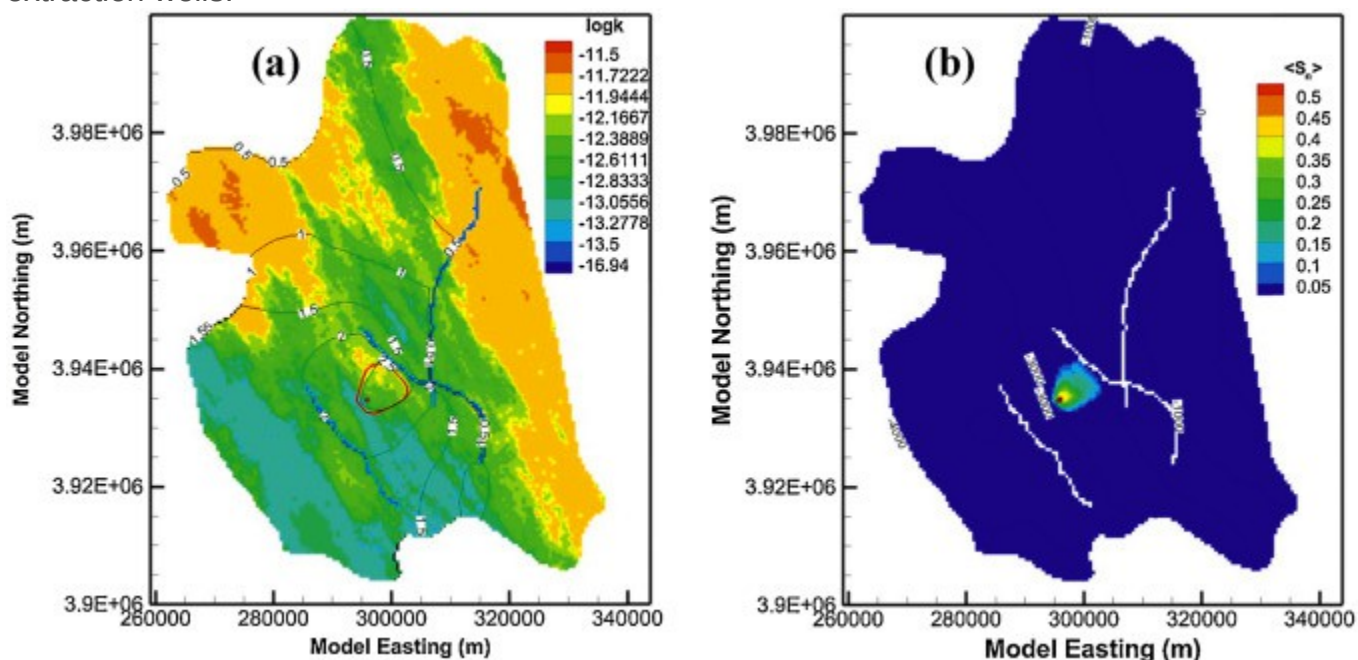 (a)
logk
-11.5
-11.7222
-11.9444
-12.1667
-12.3889
-12.6111
-12.8333
-13.0556
-13.2778
-13.5
-16.94
Model Northing (m)
3.98E+06
3.96E+06
3.94E+06
3.92E+06
3.9E+06
260000 280000 300000 320000 340000
Model Easting (m)
0.5
0.5
0.5
1
1
1.5
2
(b)
<Sn>
0.5
0.45
0.4
0.35
0.3
0.25
0.2
0.15
0.1
0.05
Model Northing (m)
3.98E+06
3.96E+06
3.94E+06
3.92E+06
3.9E+06
260000 280000 300000 320000 340000
Model Easting (m)